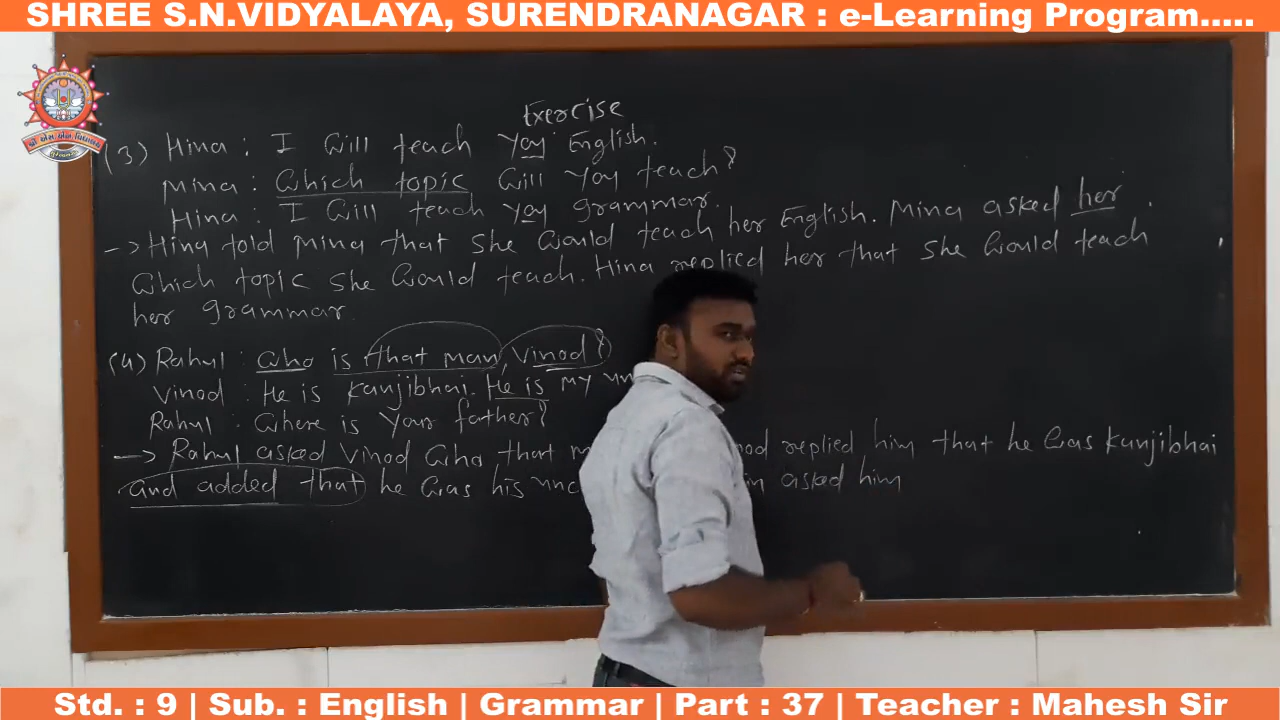 SHREE S.N.VIDYALAYA, SURENDRANAGAR : e-Learning Program.....
Exercise
(3) Hina : I will teach you English.
Mina : Which topic will you teach?
Hina : I will teach you grammar.
-> Hina told Mina that she would teach her English. Mina asked her
which topic she would teach. Hina replied her that she would teach
her grammar.
(4) Rahul : Who is that man, Vinod?
Vinod : He is Kanjibhai. He is my
Rahul : Where is your father?
-> Rahul asked Vinod who that replied him that he was Kanjibhai
and added that he was his asked him
Std. : 9 | Sub. : English | Grammar | Part : 37 | Teacher : Mahesh Sir